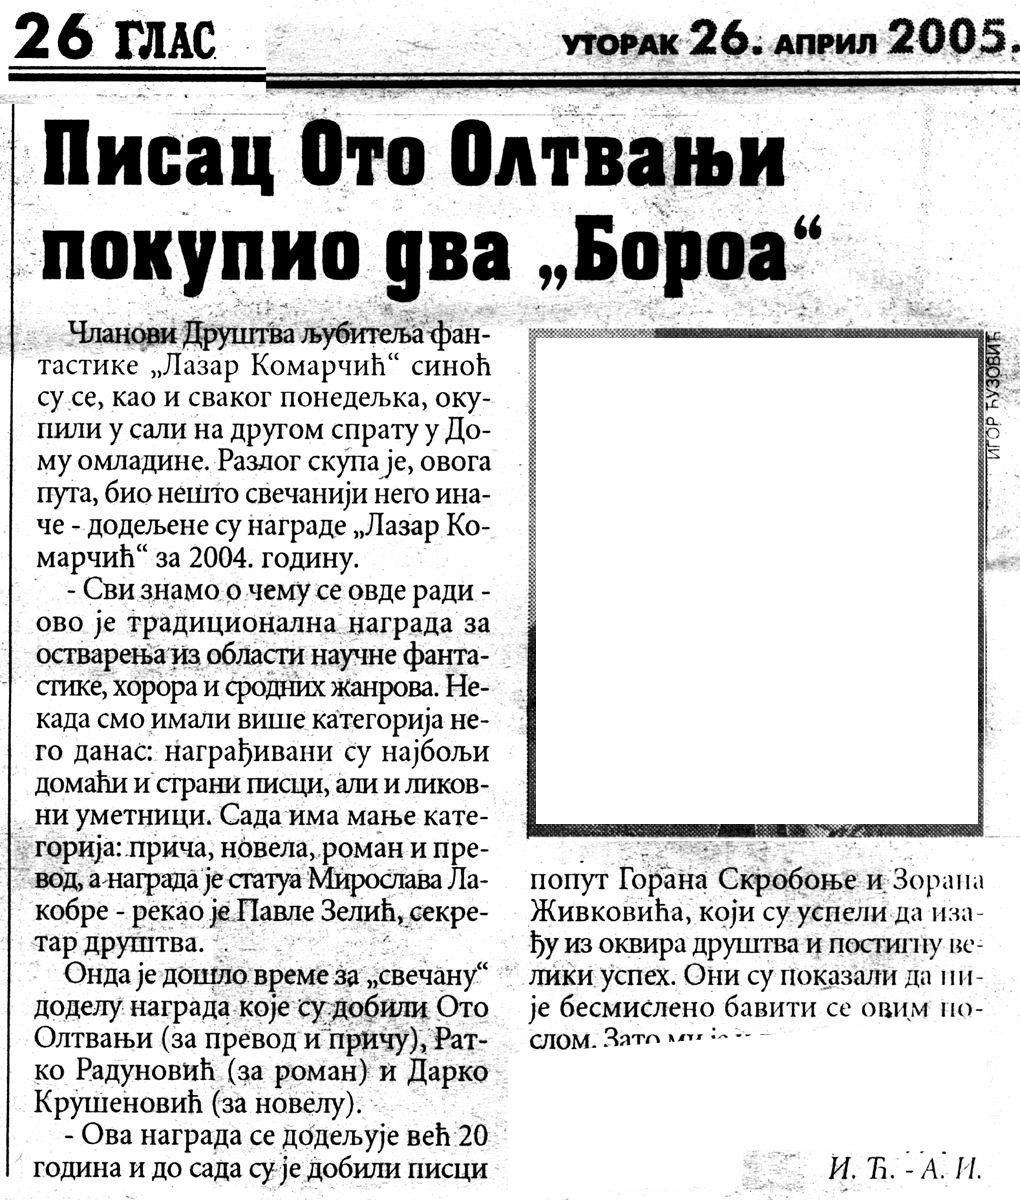 26 ГЛАС
УТОРАК 26. АПРИЛ 2005.
Писац Ото Олтвањи
покупио два „Бороа“
Чланови Друштва љубитеља фан-
тастике „Лазар Комарчић“ синоћ
су се, као и сваког понедељка, оку-
пили у сали на другом спрату у До-
му омладине. Разлог скупа је, овога
пута, био нешто свечанији него ина-
че - додељене су награде „Лазар Ко-
марчић“ за 2004. годину.
- Сви знамо о чему се овде ради -
ово је традиционална награда за
остварења из области научне фанта-
стике, хорора и сродних жанрова. Не-
када смо имали више категорија не-
го данас: награђивани су најбољи
домаћи и страни писци, али и ликов-
ни уметници. Сада има мање кате-
горија: прича, новела, роман и пре-
вод, а награда је статуа Мирослава Ла-
кобре - рекао је Павле Зелић, секре-
тар друштва.
Онда је дошло време за „свечану“
доделу награда које су добили Ото
Олтвањи (за превод и причу), Рат-
ко Радуновић (за роман) и Дарко
Крушеновић (за новелу).
- Ова награда се додељује већ 20
година и до сада су је добили писци
ИГОР ЋУЗОВИЋ
попут Горана Скробоње и Зорана
Живковића, који су успели да иза-
ђу из оквира друштва и постигну ве-
лики успех. Они су показали да ни-
је бесмислено бавити се овим по-
слом. Зато ми је
И. Ћ. - А. И.